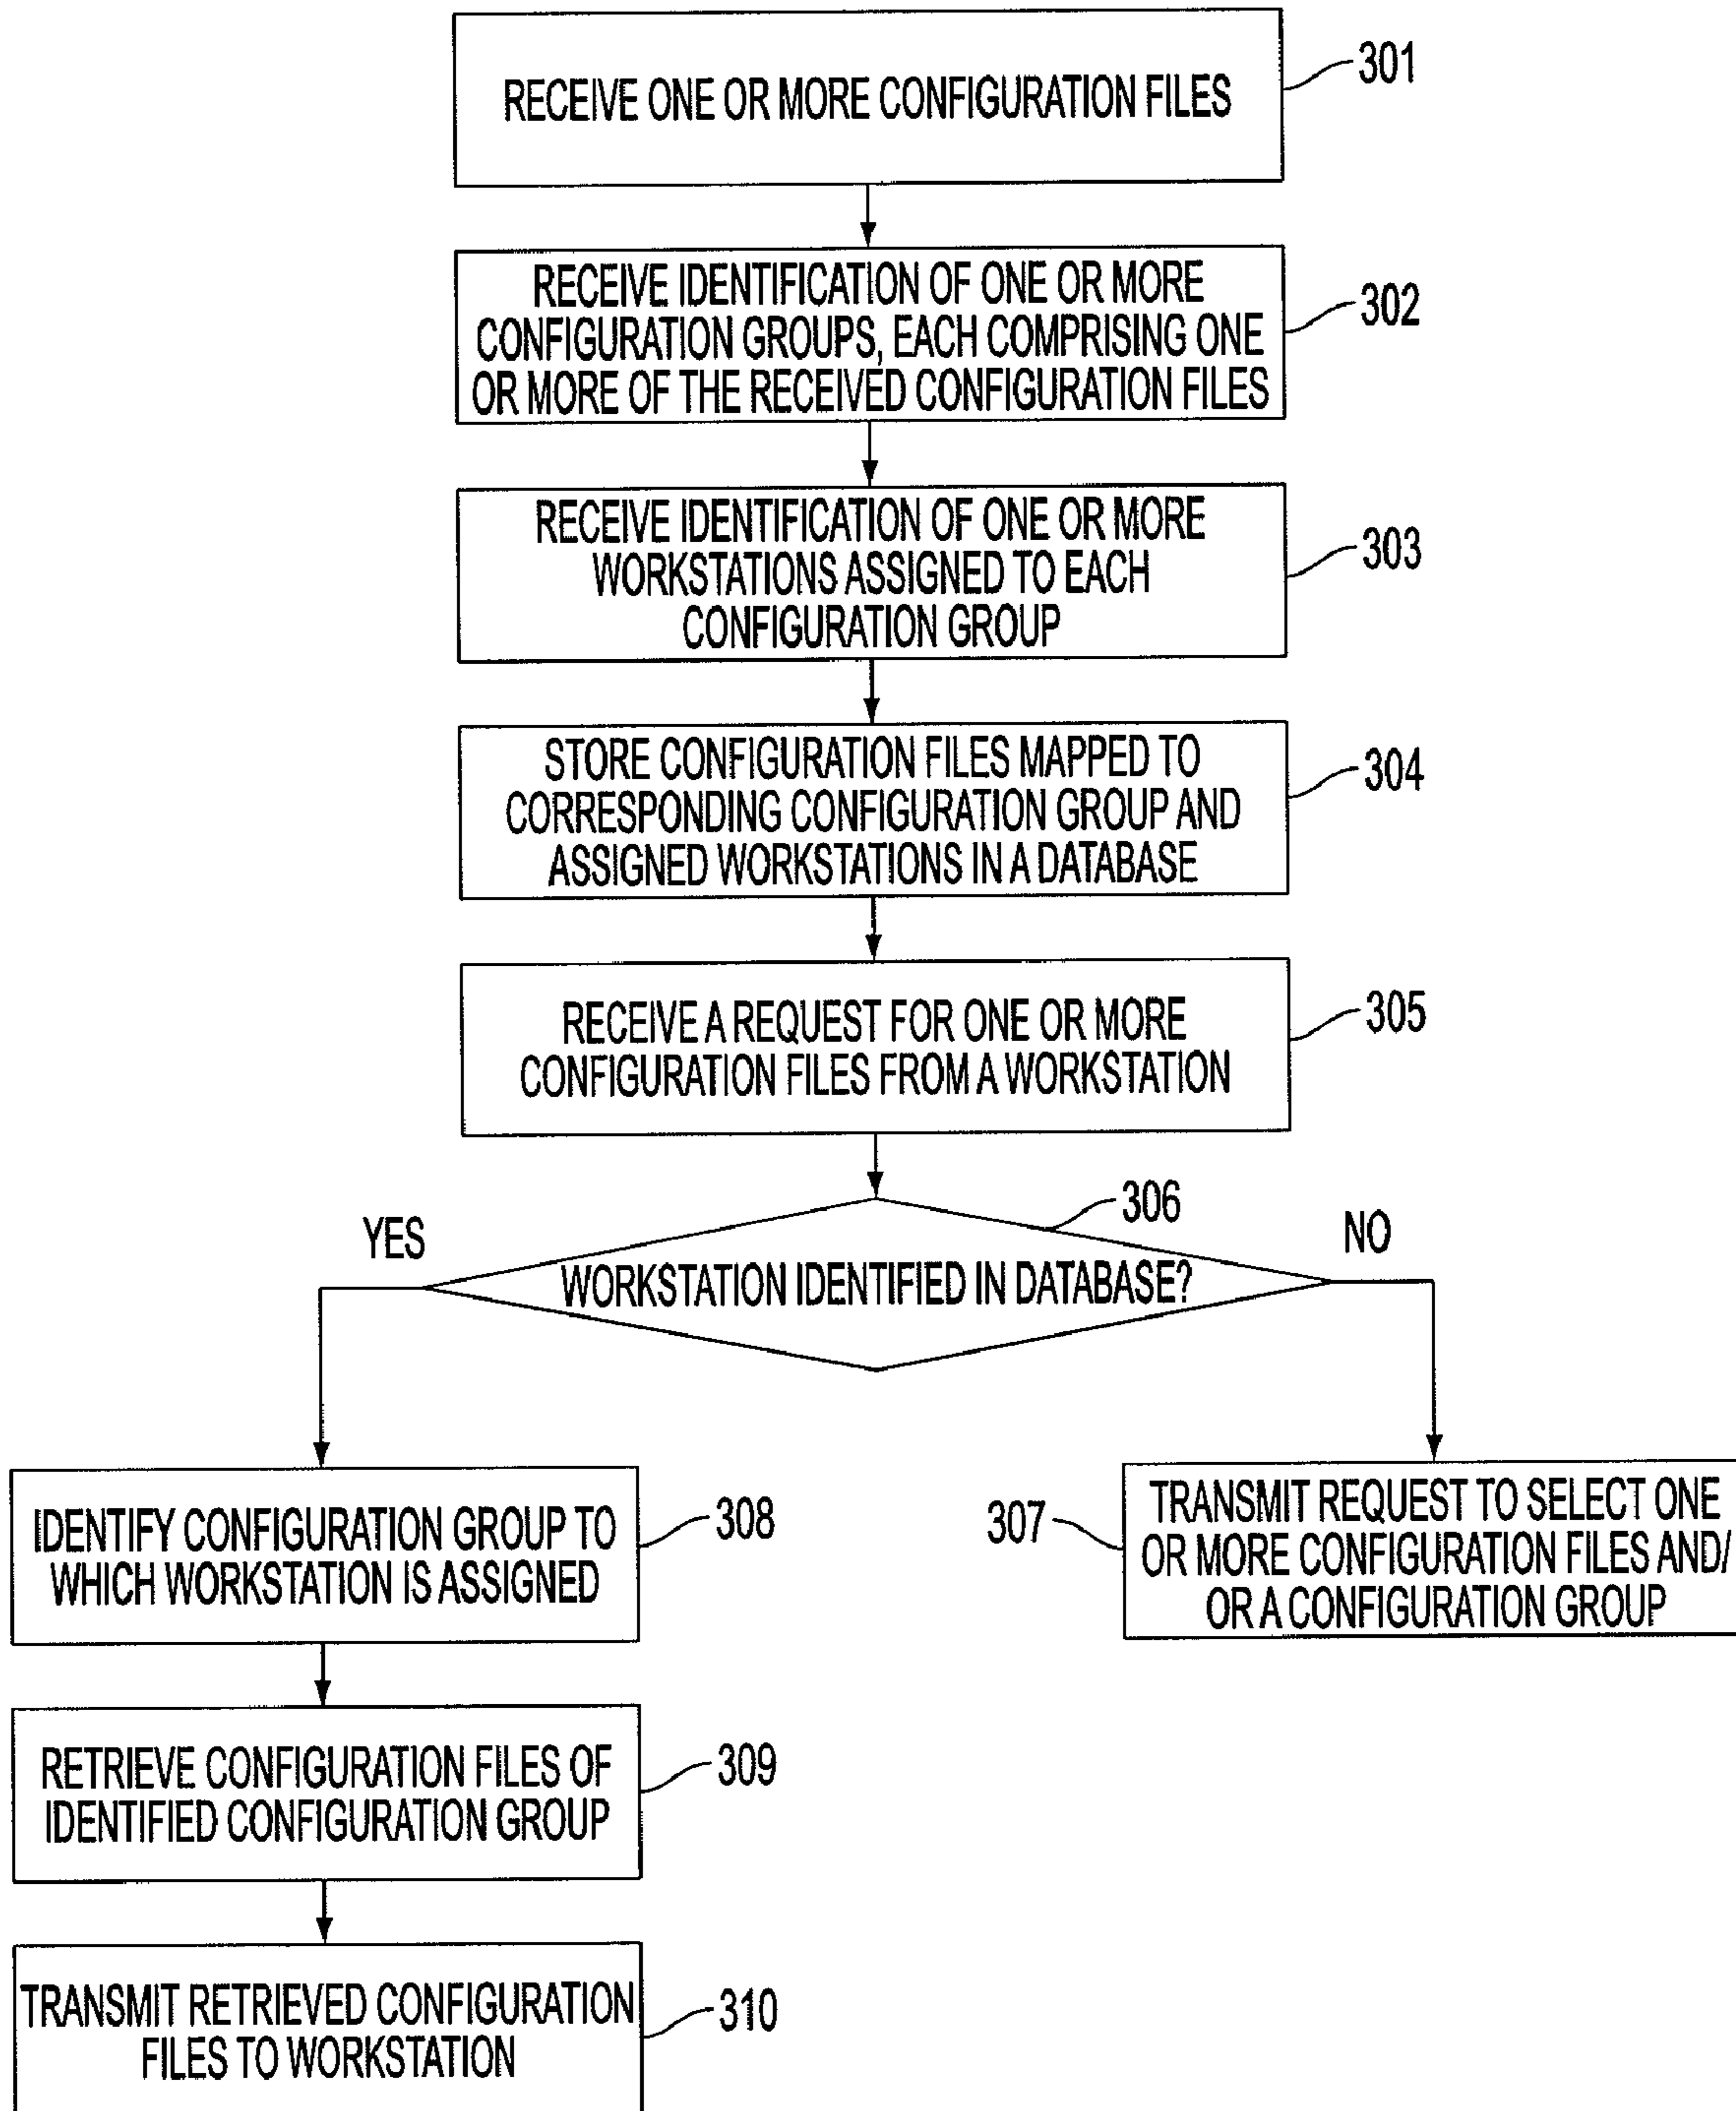 RECEIVE ONE OR MORE CONFIGURATION FILES
301
RECEIVE IDENTIFICATION OF ONE OR MORE
CONFIGURATION GROUPS, EACH COMPRISING ONE
OR MORE OF THE RECEIVED CONFIGURATION FILES
302
RECEIVE IDENTIFICATION OF ONE OR MORE
WORKSTATIONS ASSIGNED TO EACH
CONFIGURATION GROUP
303
STORE CONFIGURATION FILES MAPPED TO
CORRESPONDING CONFIGURATION GROUP AND
ASSIGNED WORKSTATIONS IN A DATABASE
304
RECEIVE A REQUEST FOR ONE OR MORE
CONFIGURATION FILES FROM A WORKSTATION
305
306
YES
NO
WORKSTATION IDENTIFIED IN DATABASE?
IDENTIFY CONFIGURATION GROUP TO
WHICH WORKSTATION IS ASSIGNED
308
307
TRANSMIT REQUEST TO SELECT ONE
OR MORE CONFIGURATION FILES AND/
OR A CONFIGURATION GROUP
RETRIEVE CONFIGURATION FILES OF
IDENTIFIED CONFIGURATION GROUP
309
TRANSMIT RETRIEVED CONFIGURATION
FILES TO WORKSTATION
310